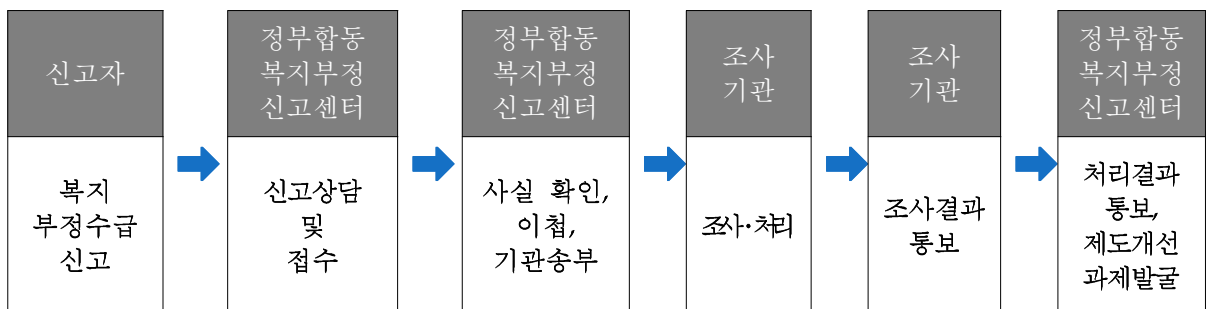 신고자
복지
부정수급
신고
정부합동
복지부정
신고센터
신고상담
및
접수
정부합동
복지부정
신고센터
사실 확인,
이첩,
기관송부
조사
기관
조사·처리
조사
기관
조사결과
통보
정부합동
복지부정
신고센터
처리결과
통보,
제도개선
과제발굴